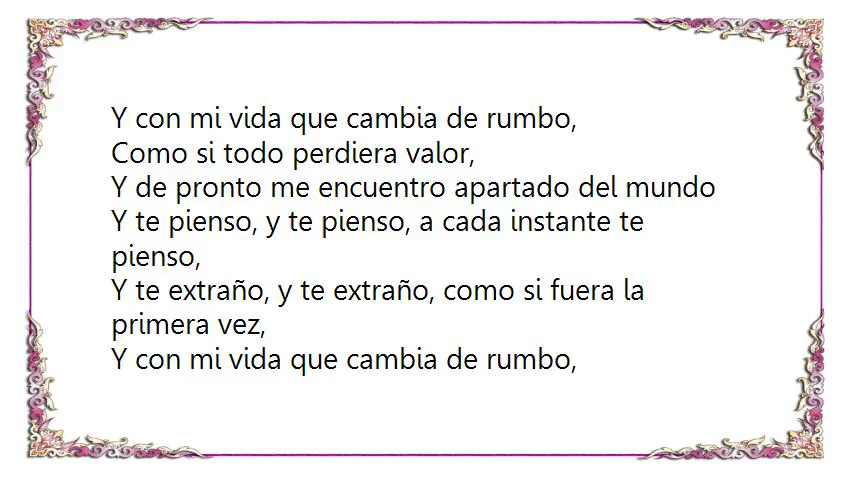 Y con mi vida que cambia de rumbo,
Como si todo perdiera valor,
Y de pronto me encuentro apartado del mundo
Y te pienso, y te pienso, a cada instante te
pienso,
Y te extraño, y te extraño, como si fuera la
primera vez,
Y con mi vida que cambia de rumbo,